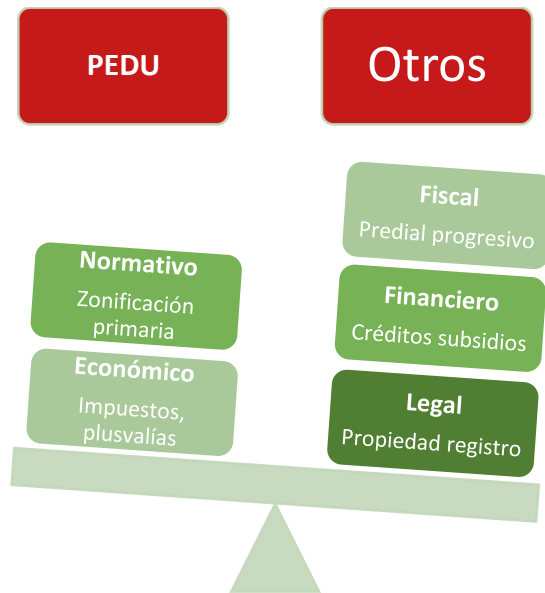 PEDU
Otros
Normativo
Zonificación
primaria
Económico
Impuestos,
plusvalías
Fiscal
Predial progresivo
Financiero
Créditos subsidios
Legal
Propiedad registro